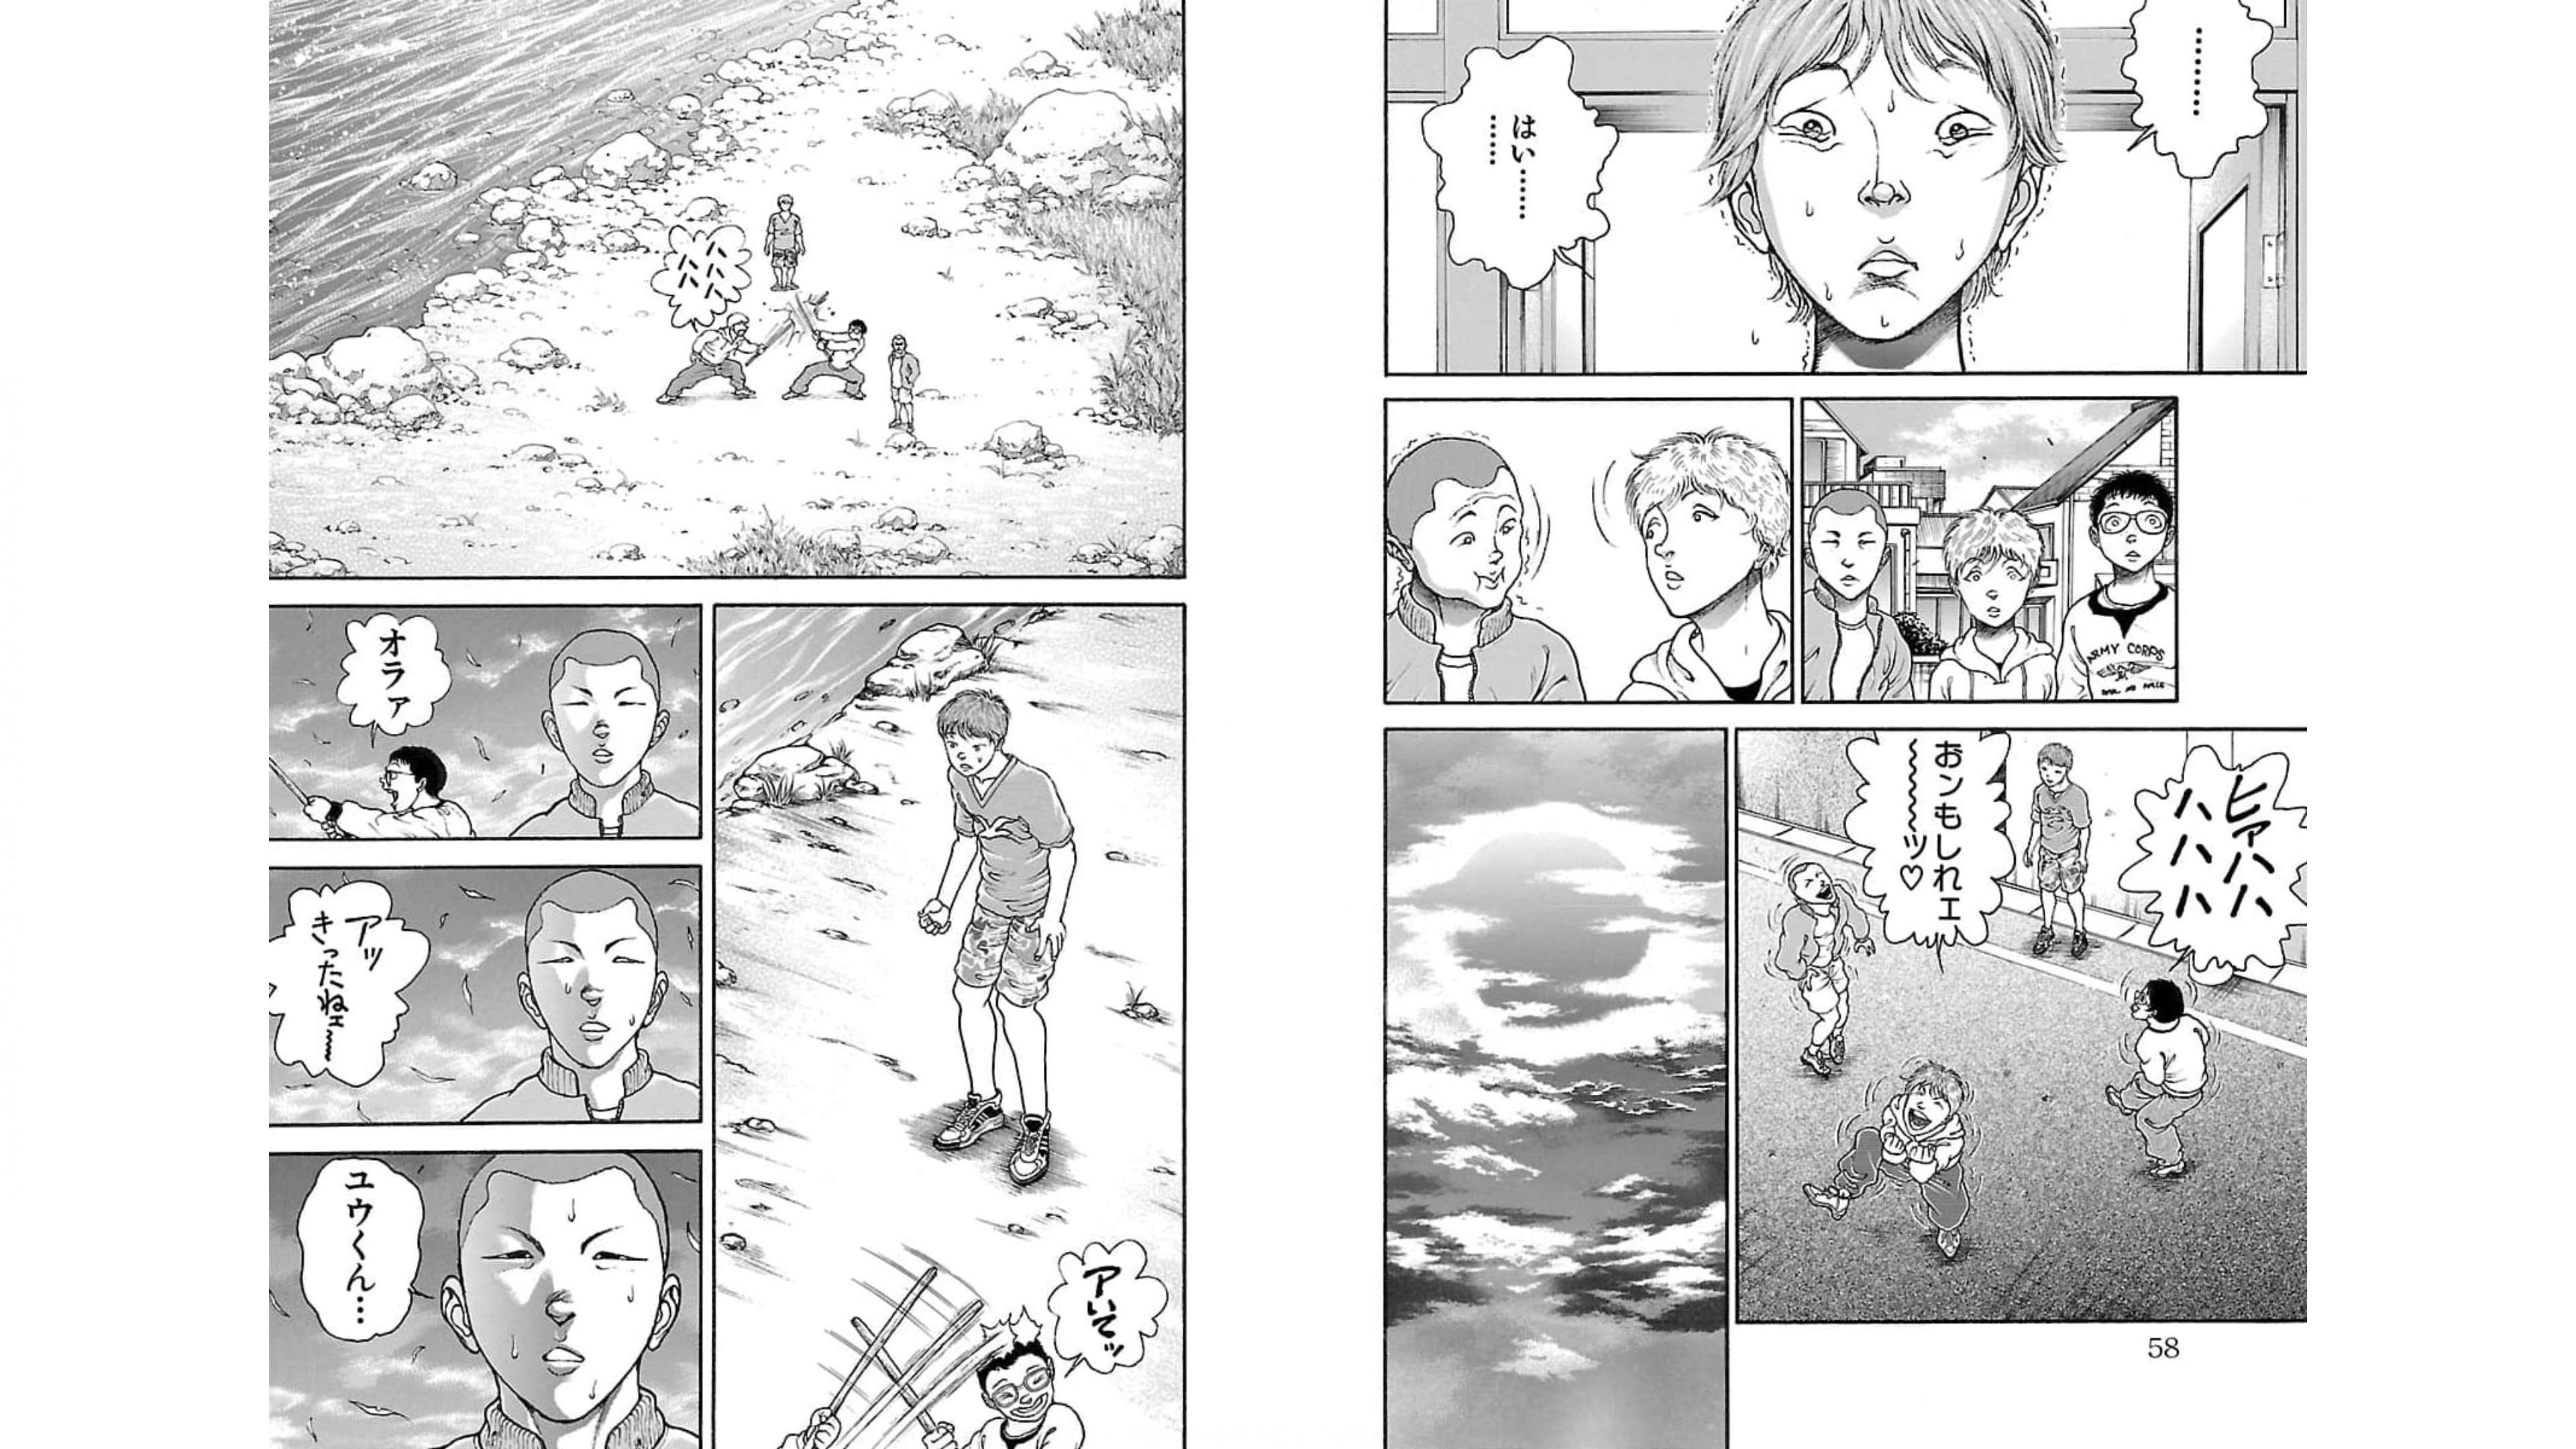 …………
はい……
……
ARMY CORPS
ヒァハハ
ハハハ
おンもしれェ
～～～ッ♡
58
ハハ
ハハハ
アいてッ
オラァ
アッ
きったねェ～～
ユウくん…